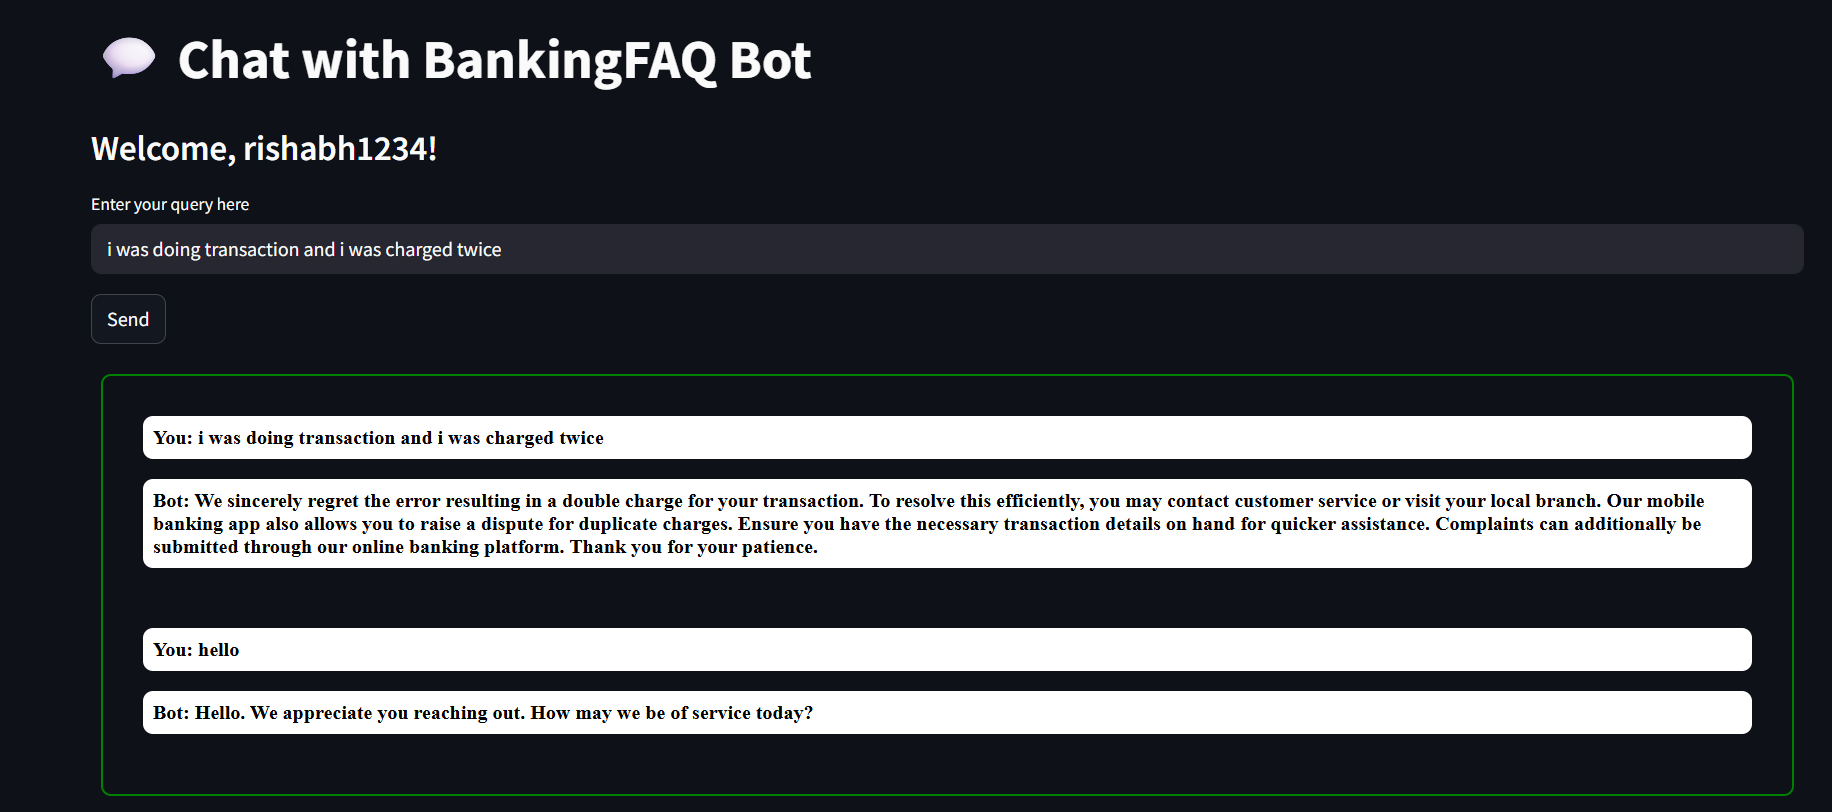 Chat with BankingFAQ Bot
Welcome, rishabh1234!
Enter your query here
i was doing transaction and i was charged twice
Send
You: i was doing transaction and i was charged twice
Bot: We sincerely regret the error resulting in a double charge for your transaction. To resolve this efficiently, you may contact customer service or visit your local branch. Our mobile
banking app also allows you to raise a dispute for duplicate charges. Ensure you have the necessary transaction details on hand for quicker assistance. Complaints can additionally be
submitted through our online banking platform. Thank you for your patience.
You: hello
Bot: Hello. We appreciate you reaching out. How may we be of service today?